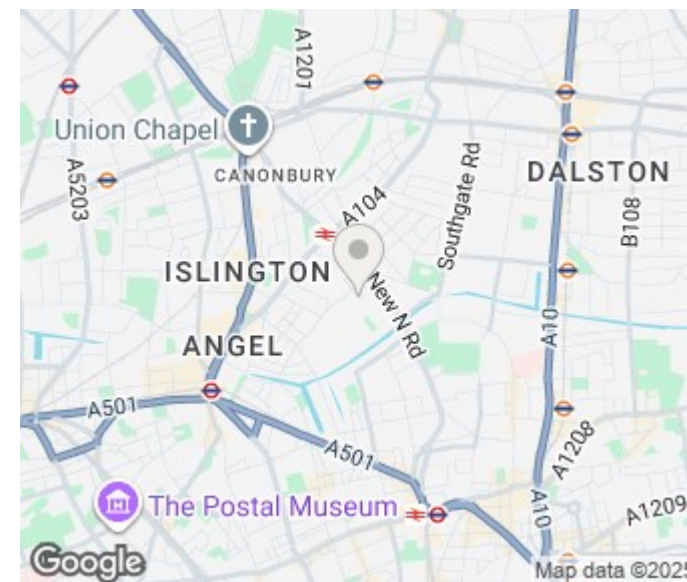 A1201
Union Chapel
CANONBURY
A5203
A104
Southgate Rd
DALSTON
B108
ISLINGTON
New N Rd
ANGEL
A10
A501
A501
A1208
The Postal Museum
A10
A1209
Google
Map data ©2025